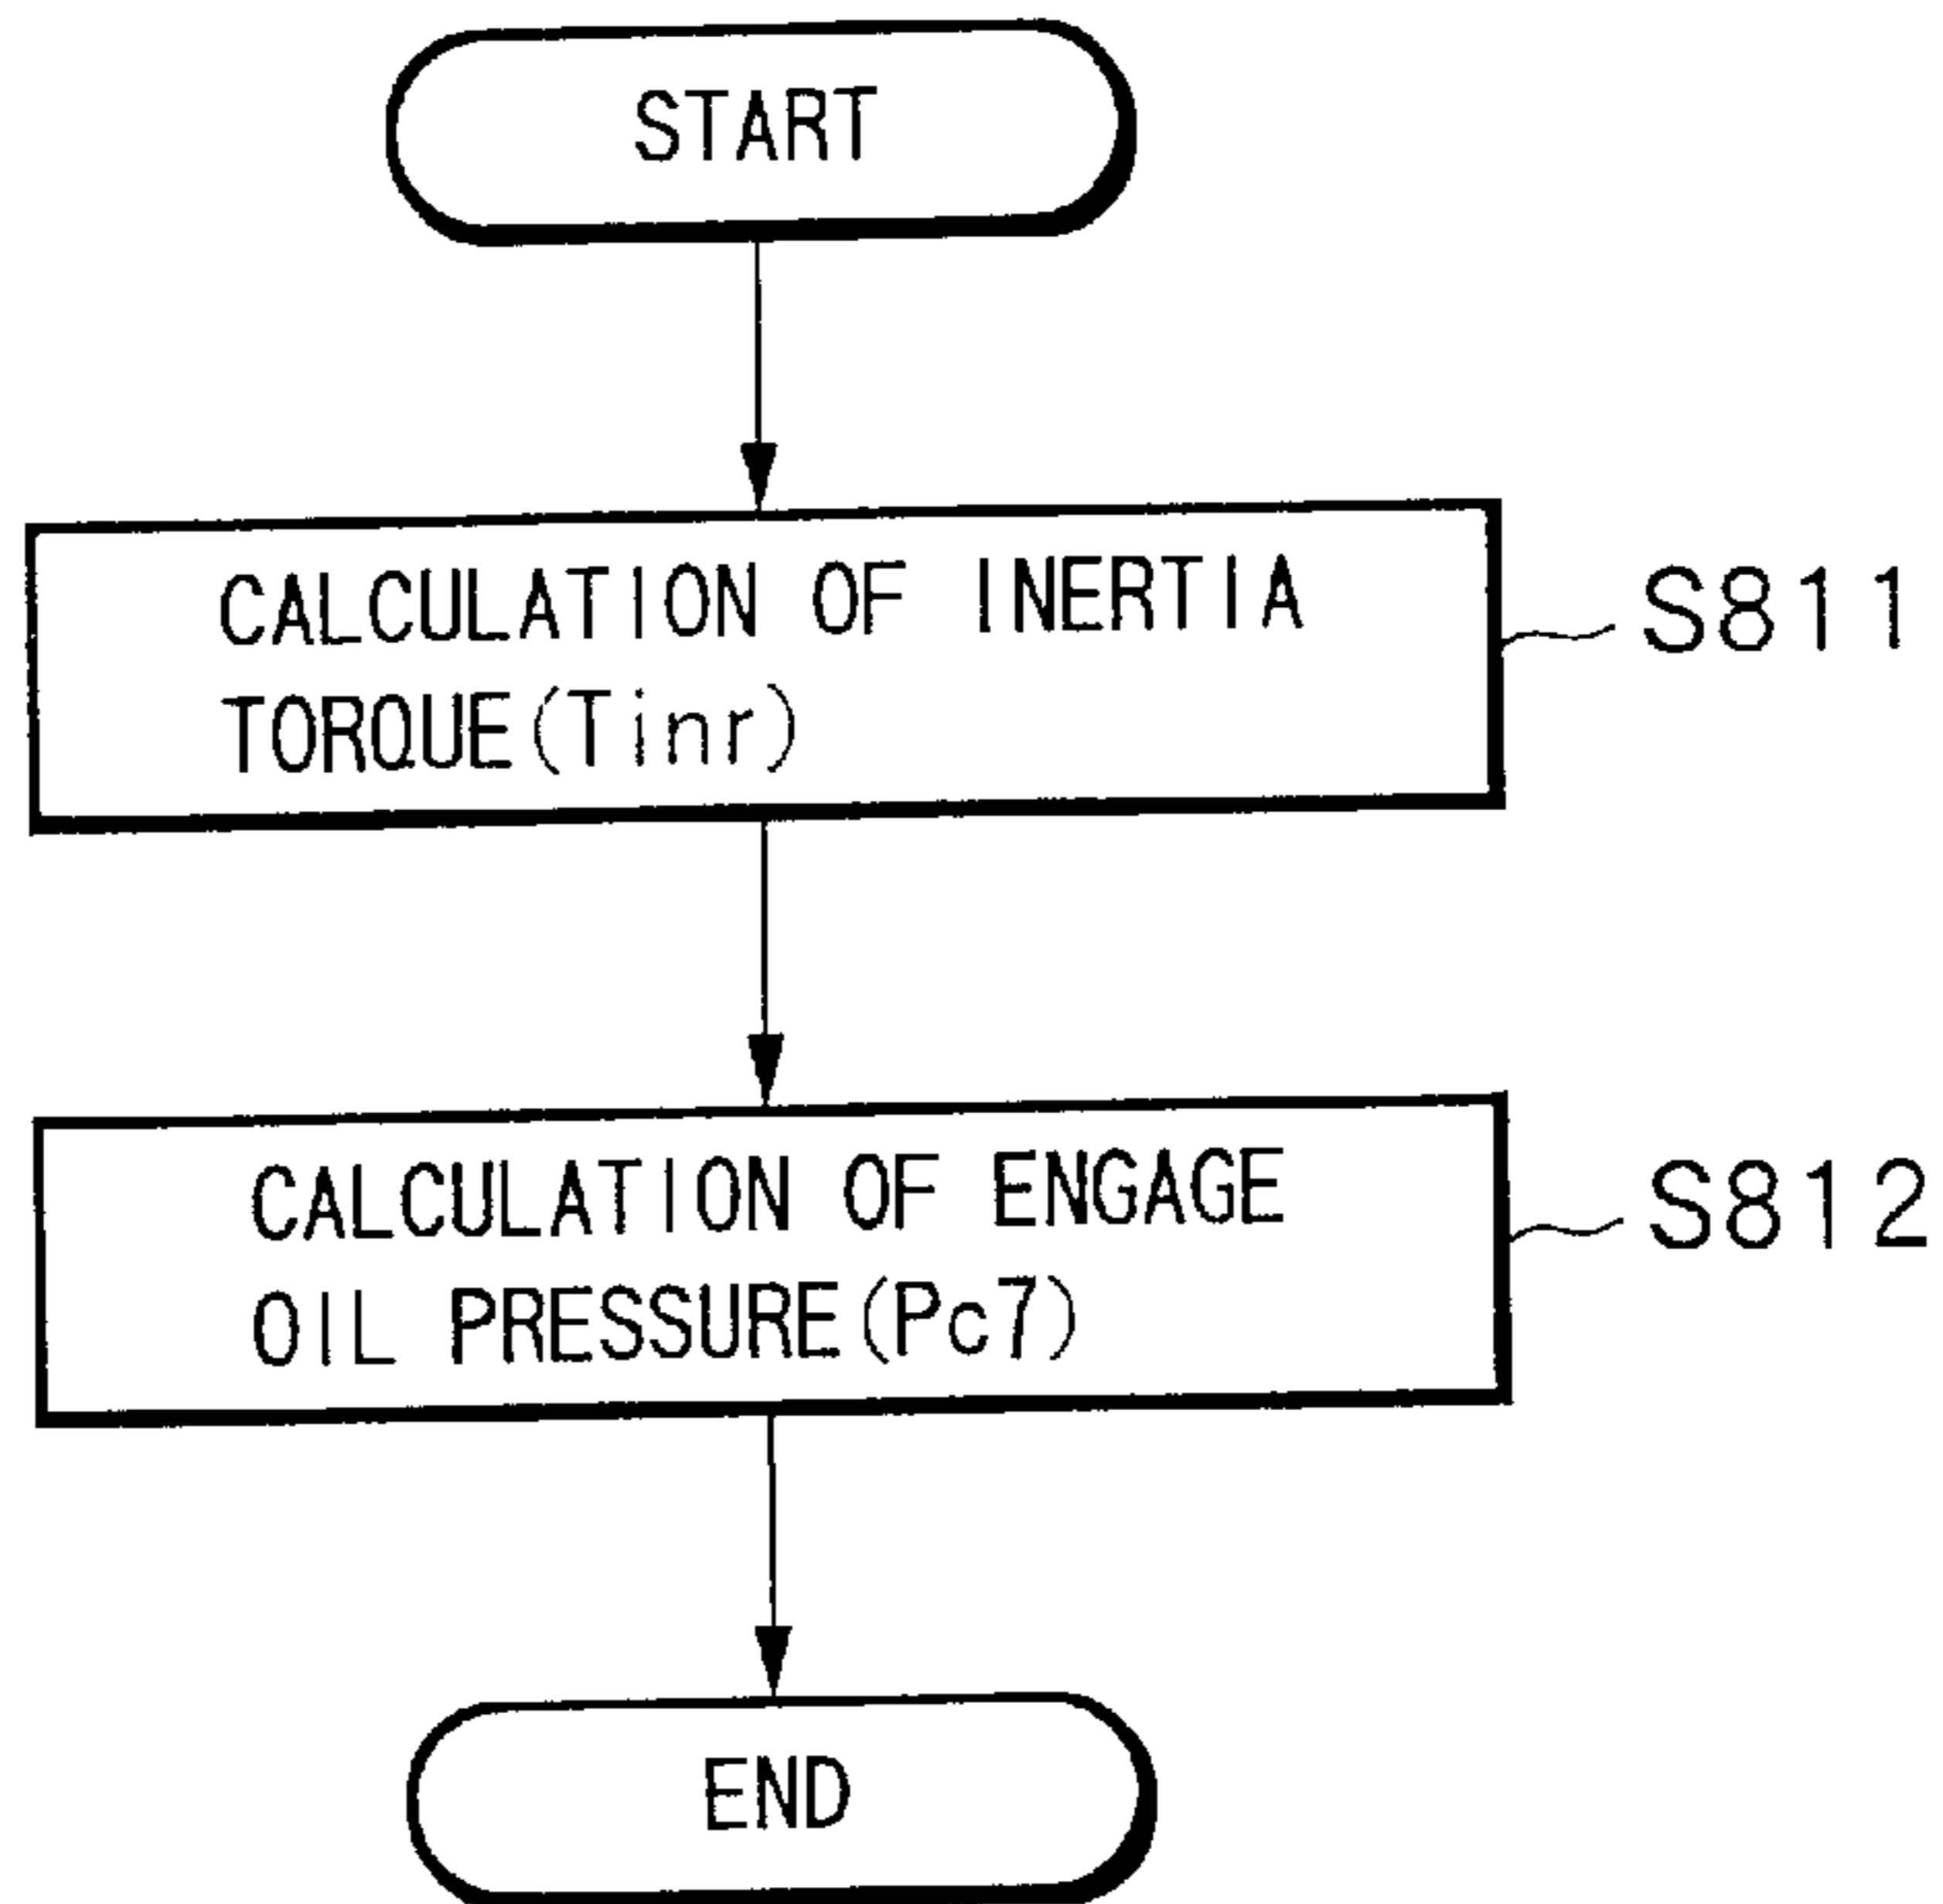 START
CALCULATION OF INERTIA
TORQUE(Tinr)
S811
CALCULATION OF ENGAGE
OIL PRESSURE(Pc7)
S812
END